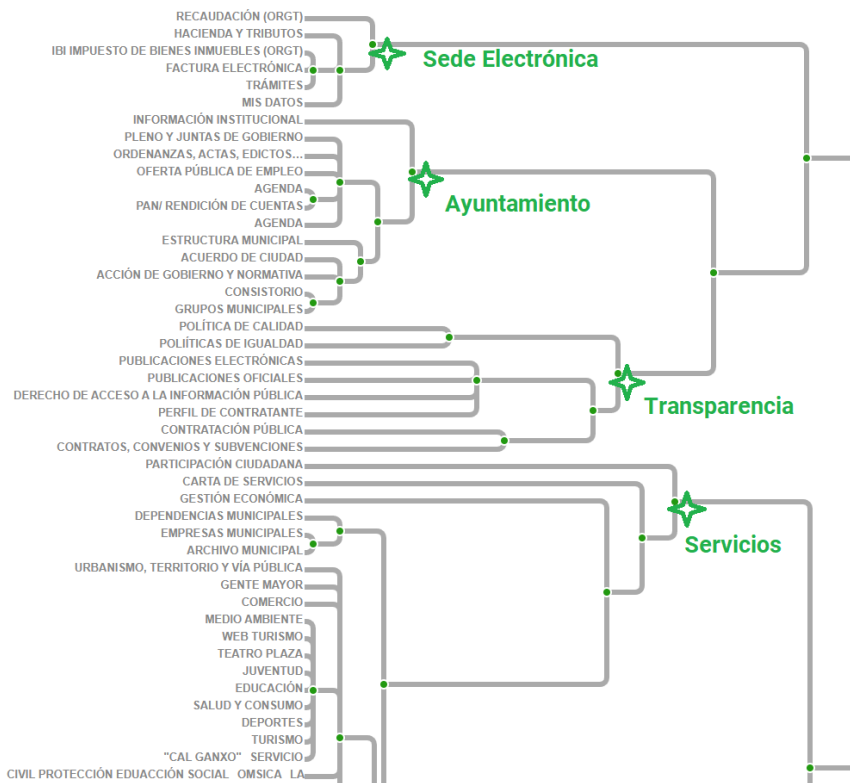 RECAUDACIÓN (ORGT)
HACIENDA Y TRIBUTOS
IBI IMPUESTO DE BIENES INMUEBLES (ORGT)
FACTURA ELECTRÓNICA
TRÁMITES
MIS DATOS
Sede Electrónica
INFORMACIÓN INSTITUCIONAL
PLENO Y JUNTAS DE GOBIERNO
ORDENANZAS, ACTAS, EDICTOS...
OFERTA PÚBLICA DE EMPLEO
AGENDA
PAN/ RENDICIÓN DE CUENTAS
AGENDA
ESTRUCTURA MUNICIPAL
ACUERDO DE CIUDAD
ACCIÓN DE GOBIERNO Y NORMATIVA
CONSISTORIO
GRUPOS MUNICIPALES
Ayuntamiento
POLÍTICA DE CALIDAD
POLIÍTICAS DE IGUALDAD
PUBLICACIONES ELECTRÓNICAS
PUBLICACIONES OFICIALES
DERECHO DE ACCESO A LA INFORMACIÓN PÚBLICA
PERFIL DE CONTRATANTE
CONTRATACIÓN PÚBLICA
CONTRATOS, CONVENIOS Y SUBVENCIONES
Transparencia
PARTICIPACIÓN CIUDADANA
CARTA DE SERVICIOS
GESTIÓN ECONÓMICA
DEPENDENCIAS MUNICIPALES
EMPRESAS MUNICIPALES
ARCHIVO MUNICIPAL
Servicios
URBANISMO, TERRITORIO Y VÍA PÚBLICA
GENTE MAYOR
COMERCIO
MEDIO AMBIENTE
WEB TURISMO
TEATRO PLAZA
JUVENTUD
EDUCACIÓN
SALUD Y CONSUMO
DEPORTES
TURISMO
"CAL GANXO" SERVICIO
CIVIL PROTECCIÓN EDUACCIÓN SOCIAL OMSICA LA